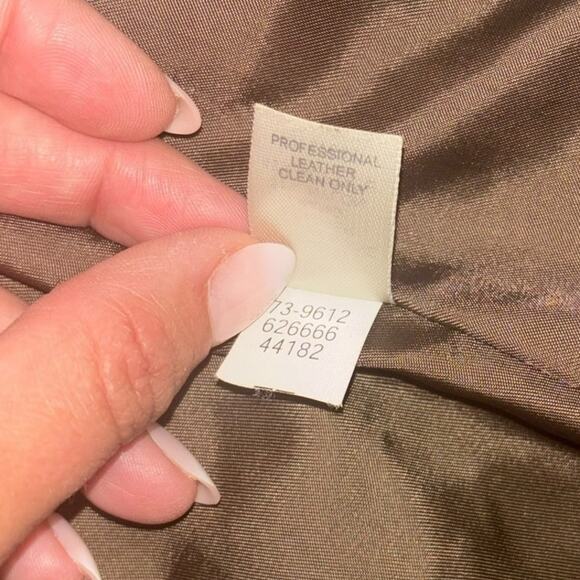 PROFESSIONAL
LEATHER
CLEAN ONLY
73-9612
626666
44182